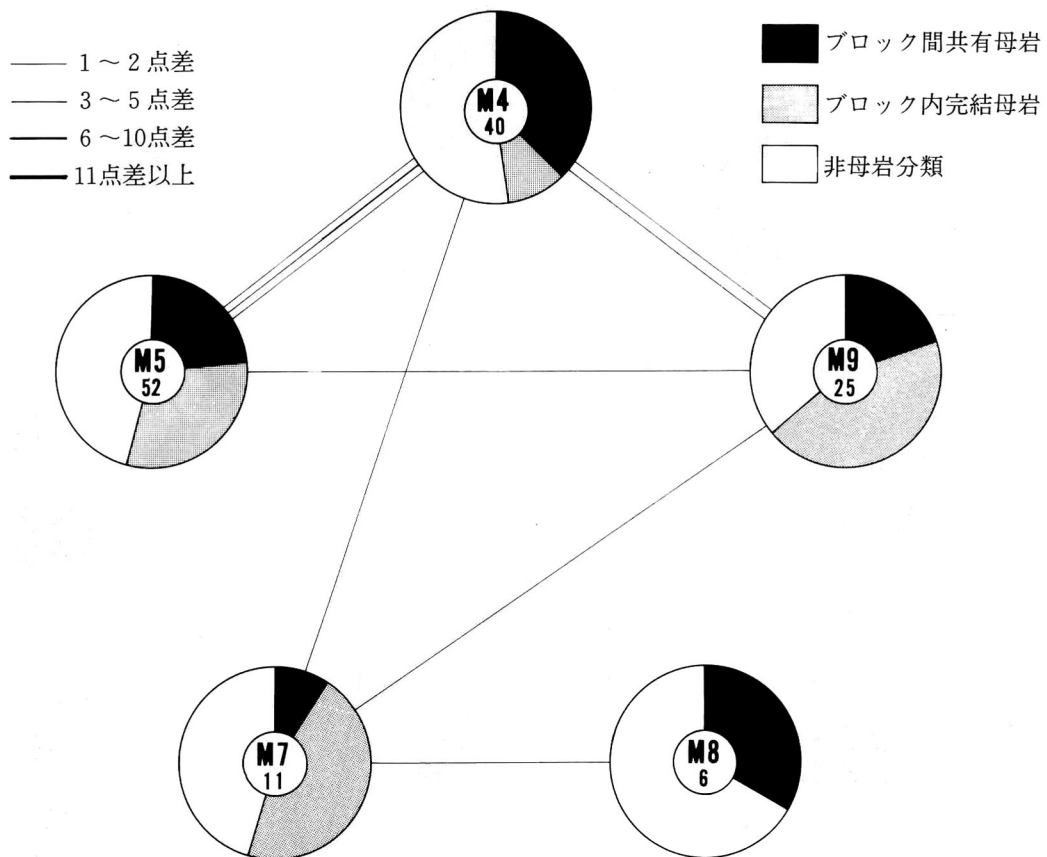 1～2点差
3～5点差
6～10点差
11点差以上
ブロック間共有母岩
ブロック内完結母岩
非母岩分類
M4
40
M5
52
M9
25
M7
11
M8
6